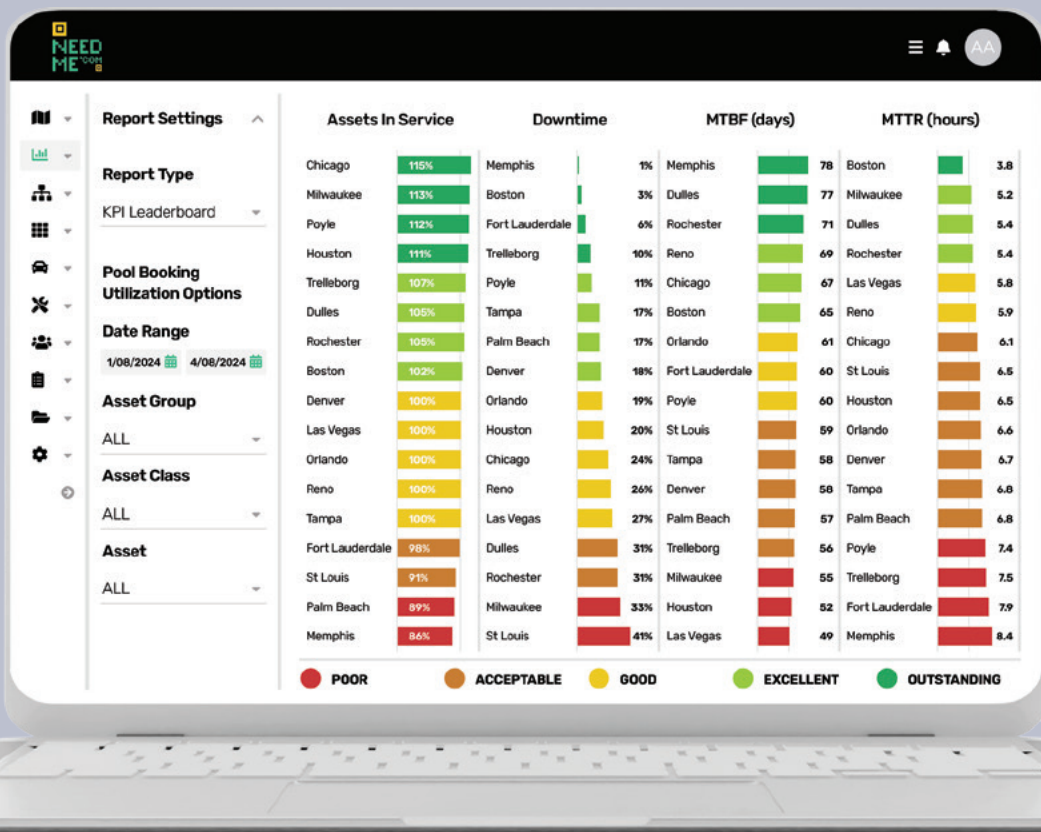 NEED
ME .COM
AA
Report Settings
Report Type
KPI Leaderboard
Pool Booking
Utilization Options
Date Range
1/08/2024 4/08/2024
Asset Group
ALL
Asset Class
ALL
Asset
ALL
Assets In Service
Chicago 115%
Milwaukee 113%
Poyle 112%
Houston 111%
Trelleborg 107%
Dulles 105%
Rochester 105%
Boston 102%
Denver 100%
Las Vegas 100%
Orlando 100%
Reno 100%
Tampa 100%
Fort Lauderdale 98%
St Louis 91%
Palm Beach 89%
Memphis 86%
Downtime
Memphis 1%
Boston 3%
Fort Lauderdale 6%
Trelleborg 10%
Poyle 11%
Tampa 17%
Palm Beach 17%
Denver 18%
Orlando 19%
Houston 20%
Chicago 24%
Reno 26%
Las Vegas 27%
Dulles 31%
Rochester 31%
Milwaukee 33%
St Louis 41%
MTBF (days)
Memphis 78
Dulles 77
Rochester 71
Reno 69
Chicago 67
Boston 65
Orlando 61
Fort Lauderdale 60
Poyle 60
St Louis 59
Tampa 58
Denver 58
Palm Beach 57
Trelleborg 56
Milwaukee 55
Houston 52
Las Vegas 49
MTTR (hours)
Boston 3.8
Milwaukee 5.2
Dulles 5.4
Rochester 5.4
Las Vegas 5.8
Reno 5.9
Chicago 6.1
St Louis 6.5
Houston 6.5
Orlando 6.6
Denver 6.7
Tampa 6.8
Palm Beach 6.8
Poyle 7.4
Trelleborg 7.5
Fort Lauderdale 7.9
Memphis 8.4
POOR ACCEPTABLE GOOD EXCELLENT OUTSTANDING